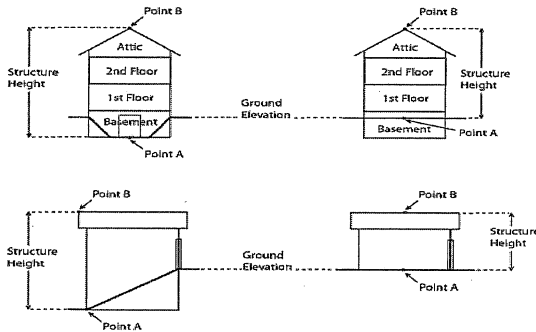 Point B
Structure
Height
Attic
2nd Floor
1st Floor
Basement
Point A
Ground
Elevation
Point B
Attic
2nd Floor
1st Floor
Basement
Structure
Height
Point A
Point B
Structure
Height
Point A
Ground
Elevation
Point B
Structure
Height
Point A